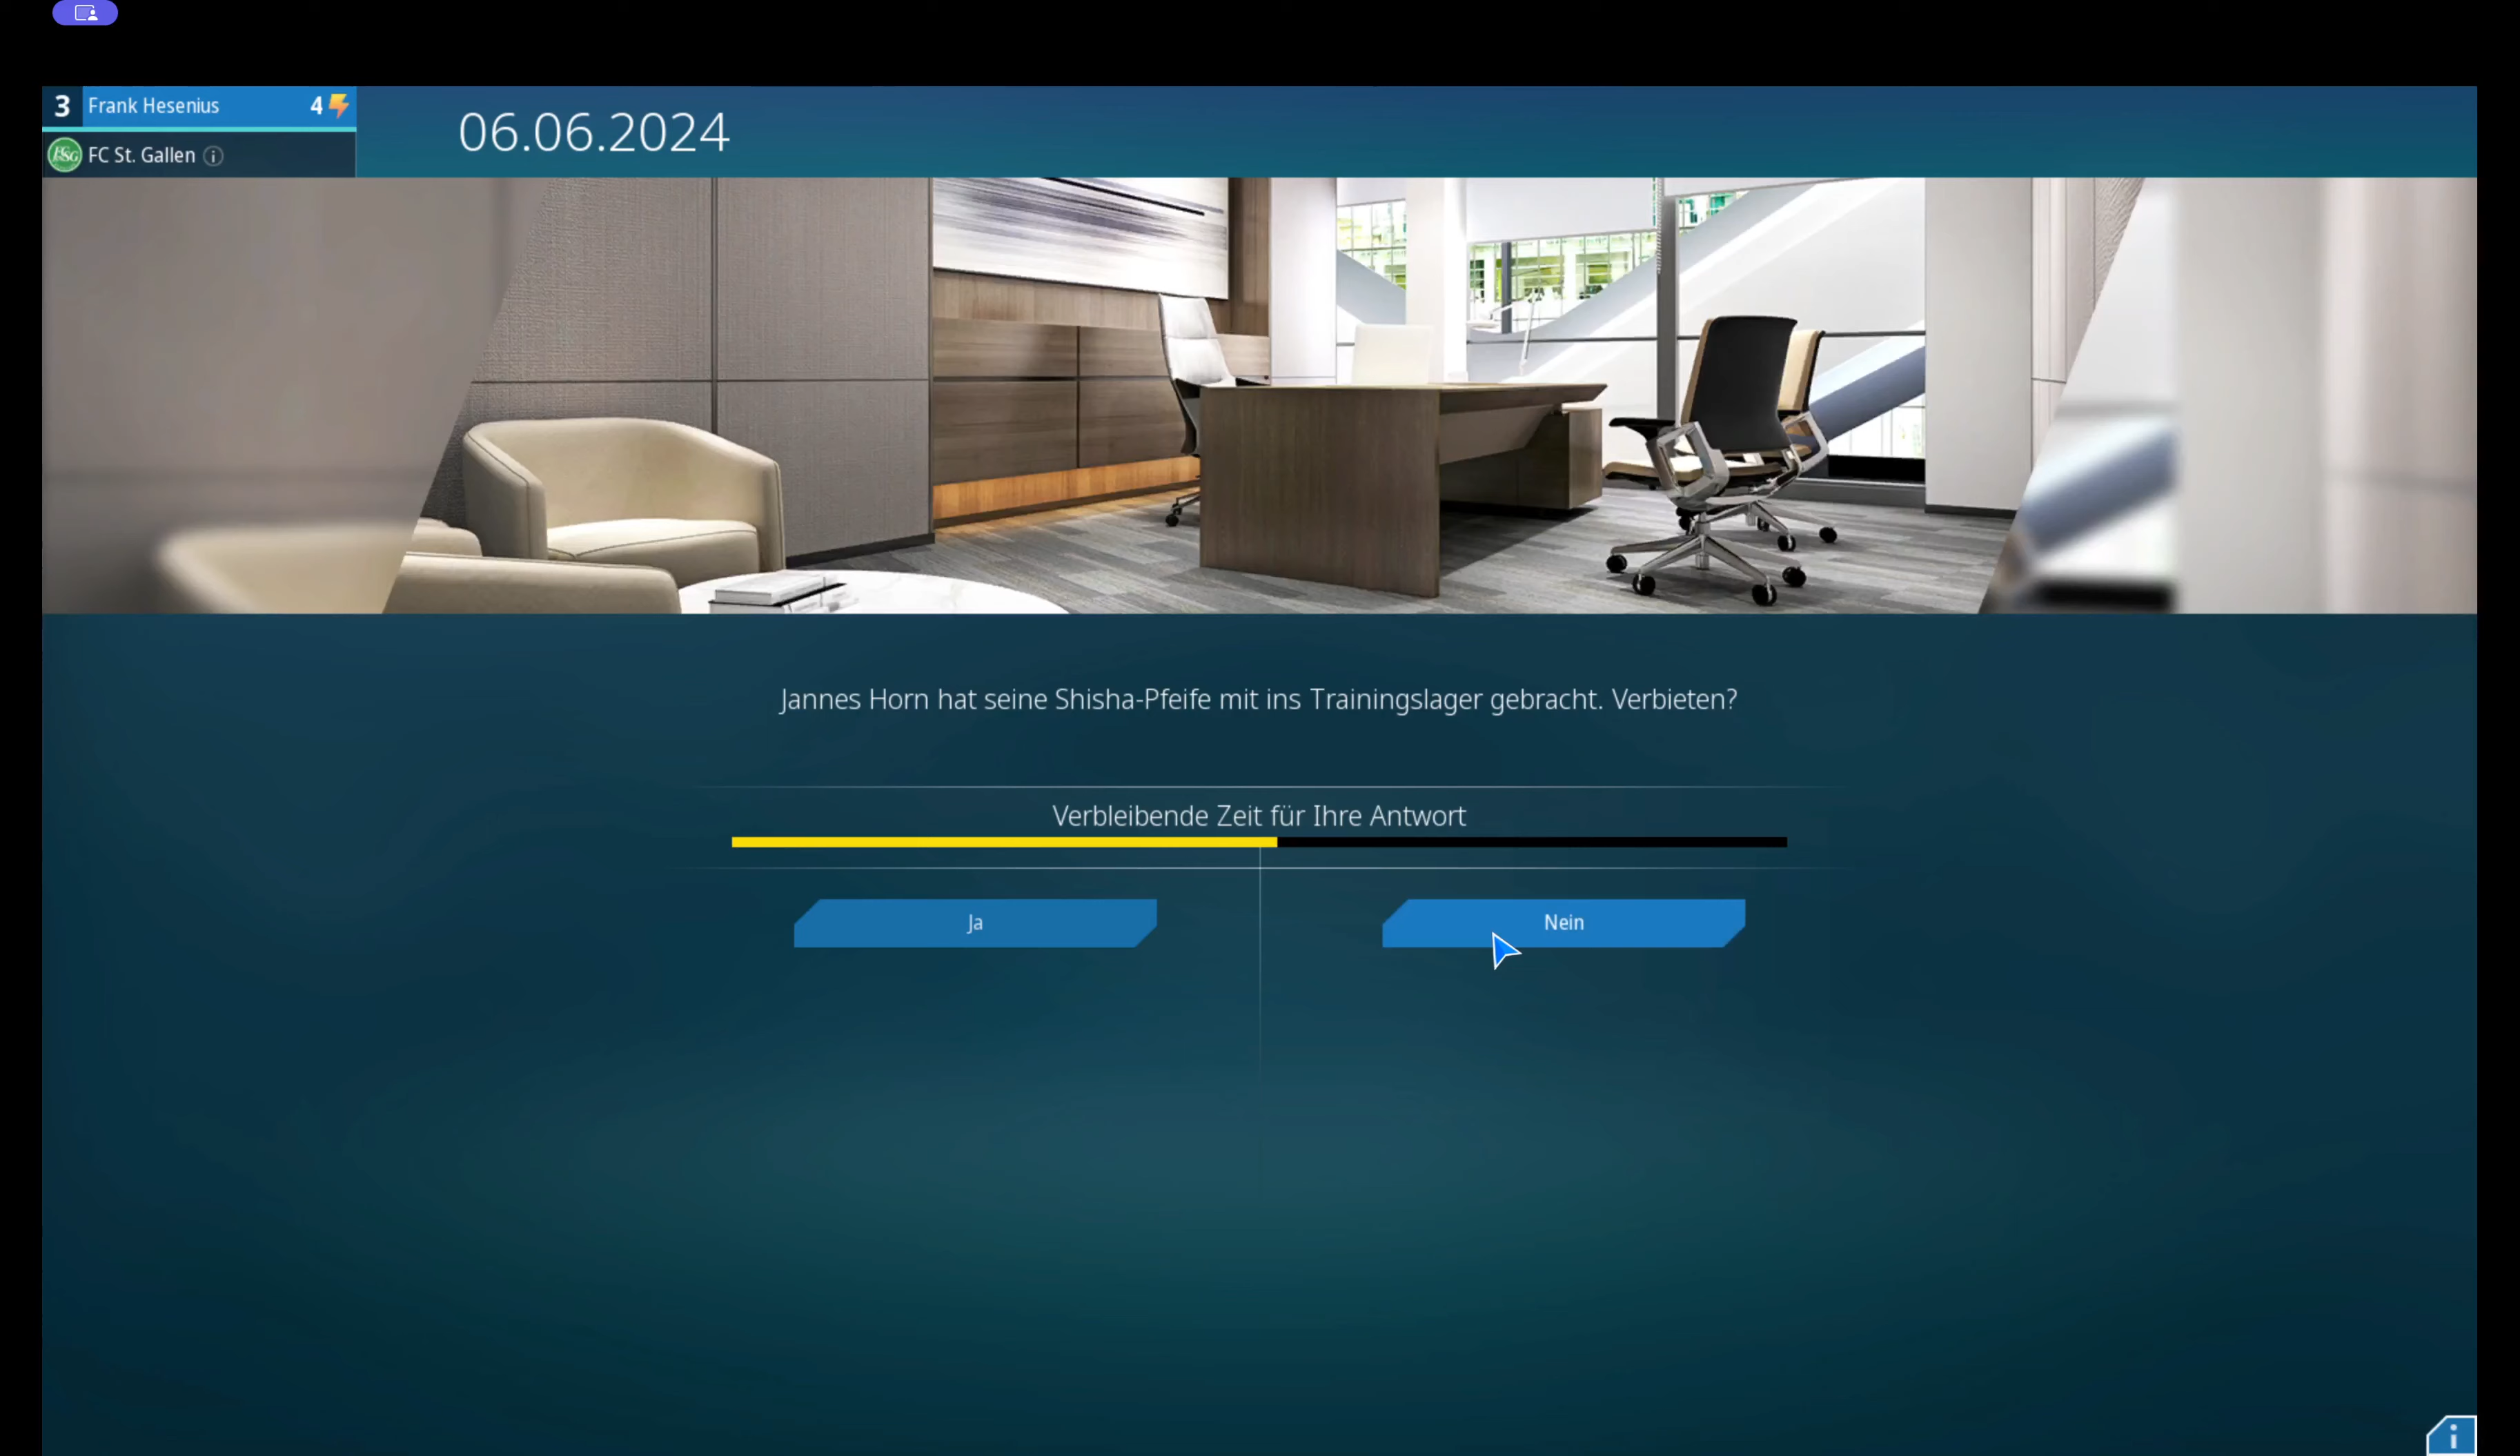 3 Frank Hesenius 4
FC St. Gallen
06.06.2024
Jannes Horn hat seine Shisha-Pfeife mit ins Trainingslager gebracht. Verbieten?
Verbleibende Zeit für Ihre Antwort
Ja Nein